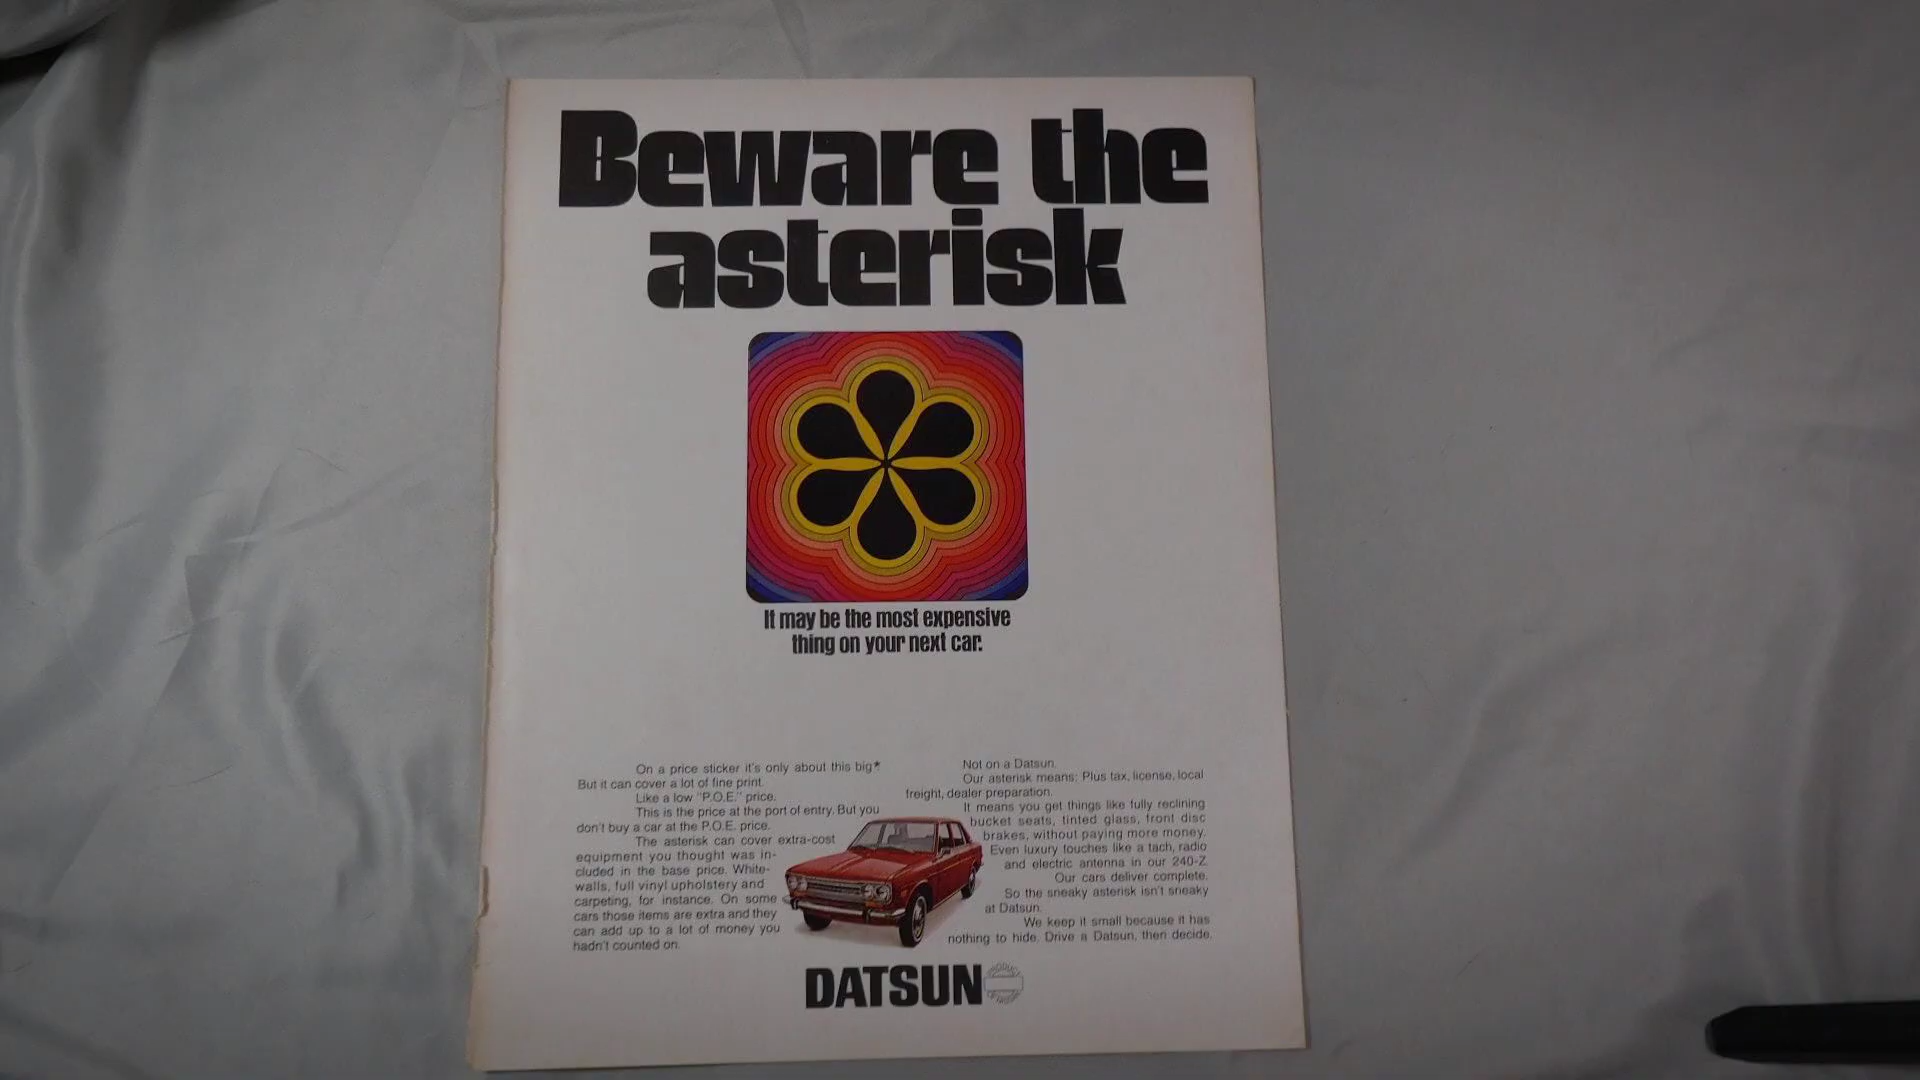 Beware the
asterisk
It may be the most expensive
thing on your next car.
On a price sticker it's only about this big*.
But it can cover a lot of fine print.
Like a low "P.O.E." price.
This is the price at the port of entry. But you
don't buy a car at the P.O.E. price.
The asterisk can cover extra-cost
equipment you thought was in-
cluded in the base price. White-
walls, full vinyl upholstery and
carpeting, for instance. On some
cars those items are extra and they
can add up to a lot of money you
hadn't counted on.
Not on a Datsun.
Our asterisk means: Plus tax, license, local
freight, dealer preparation.
It means you get things like fully reclining
bucket seats, tinted glass, front disc
brakes, without paying more money.
Even luxury touches like a tach, radio
and electric antenna in our 240-Z.
Our cars deliver complete.
So the sneaky asterisk isn't sneaky
at Datsun.
We keep it small because it has
nothing to hide. Drive a Datsun, then decide.
DATSUN